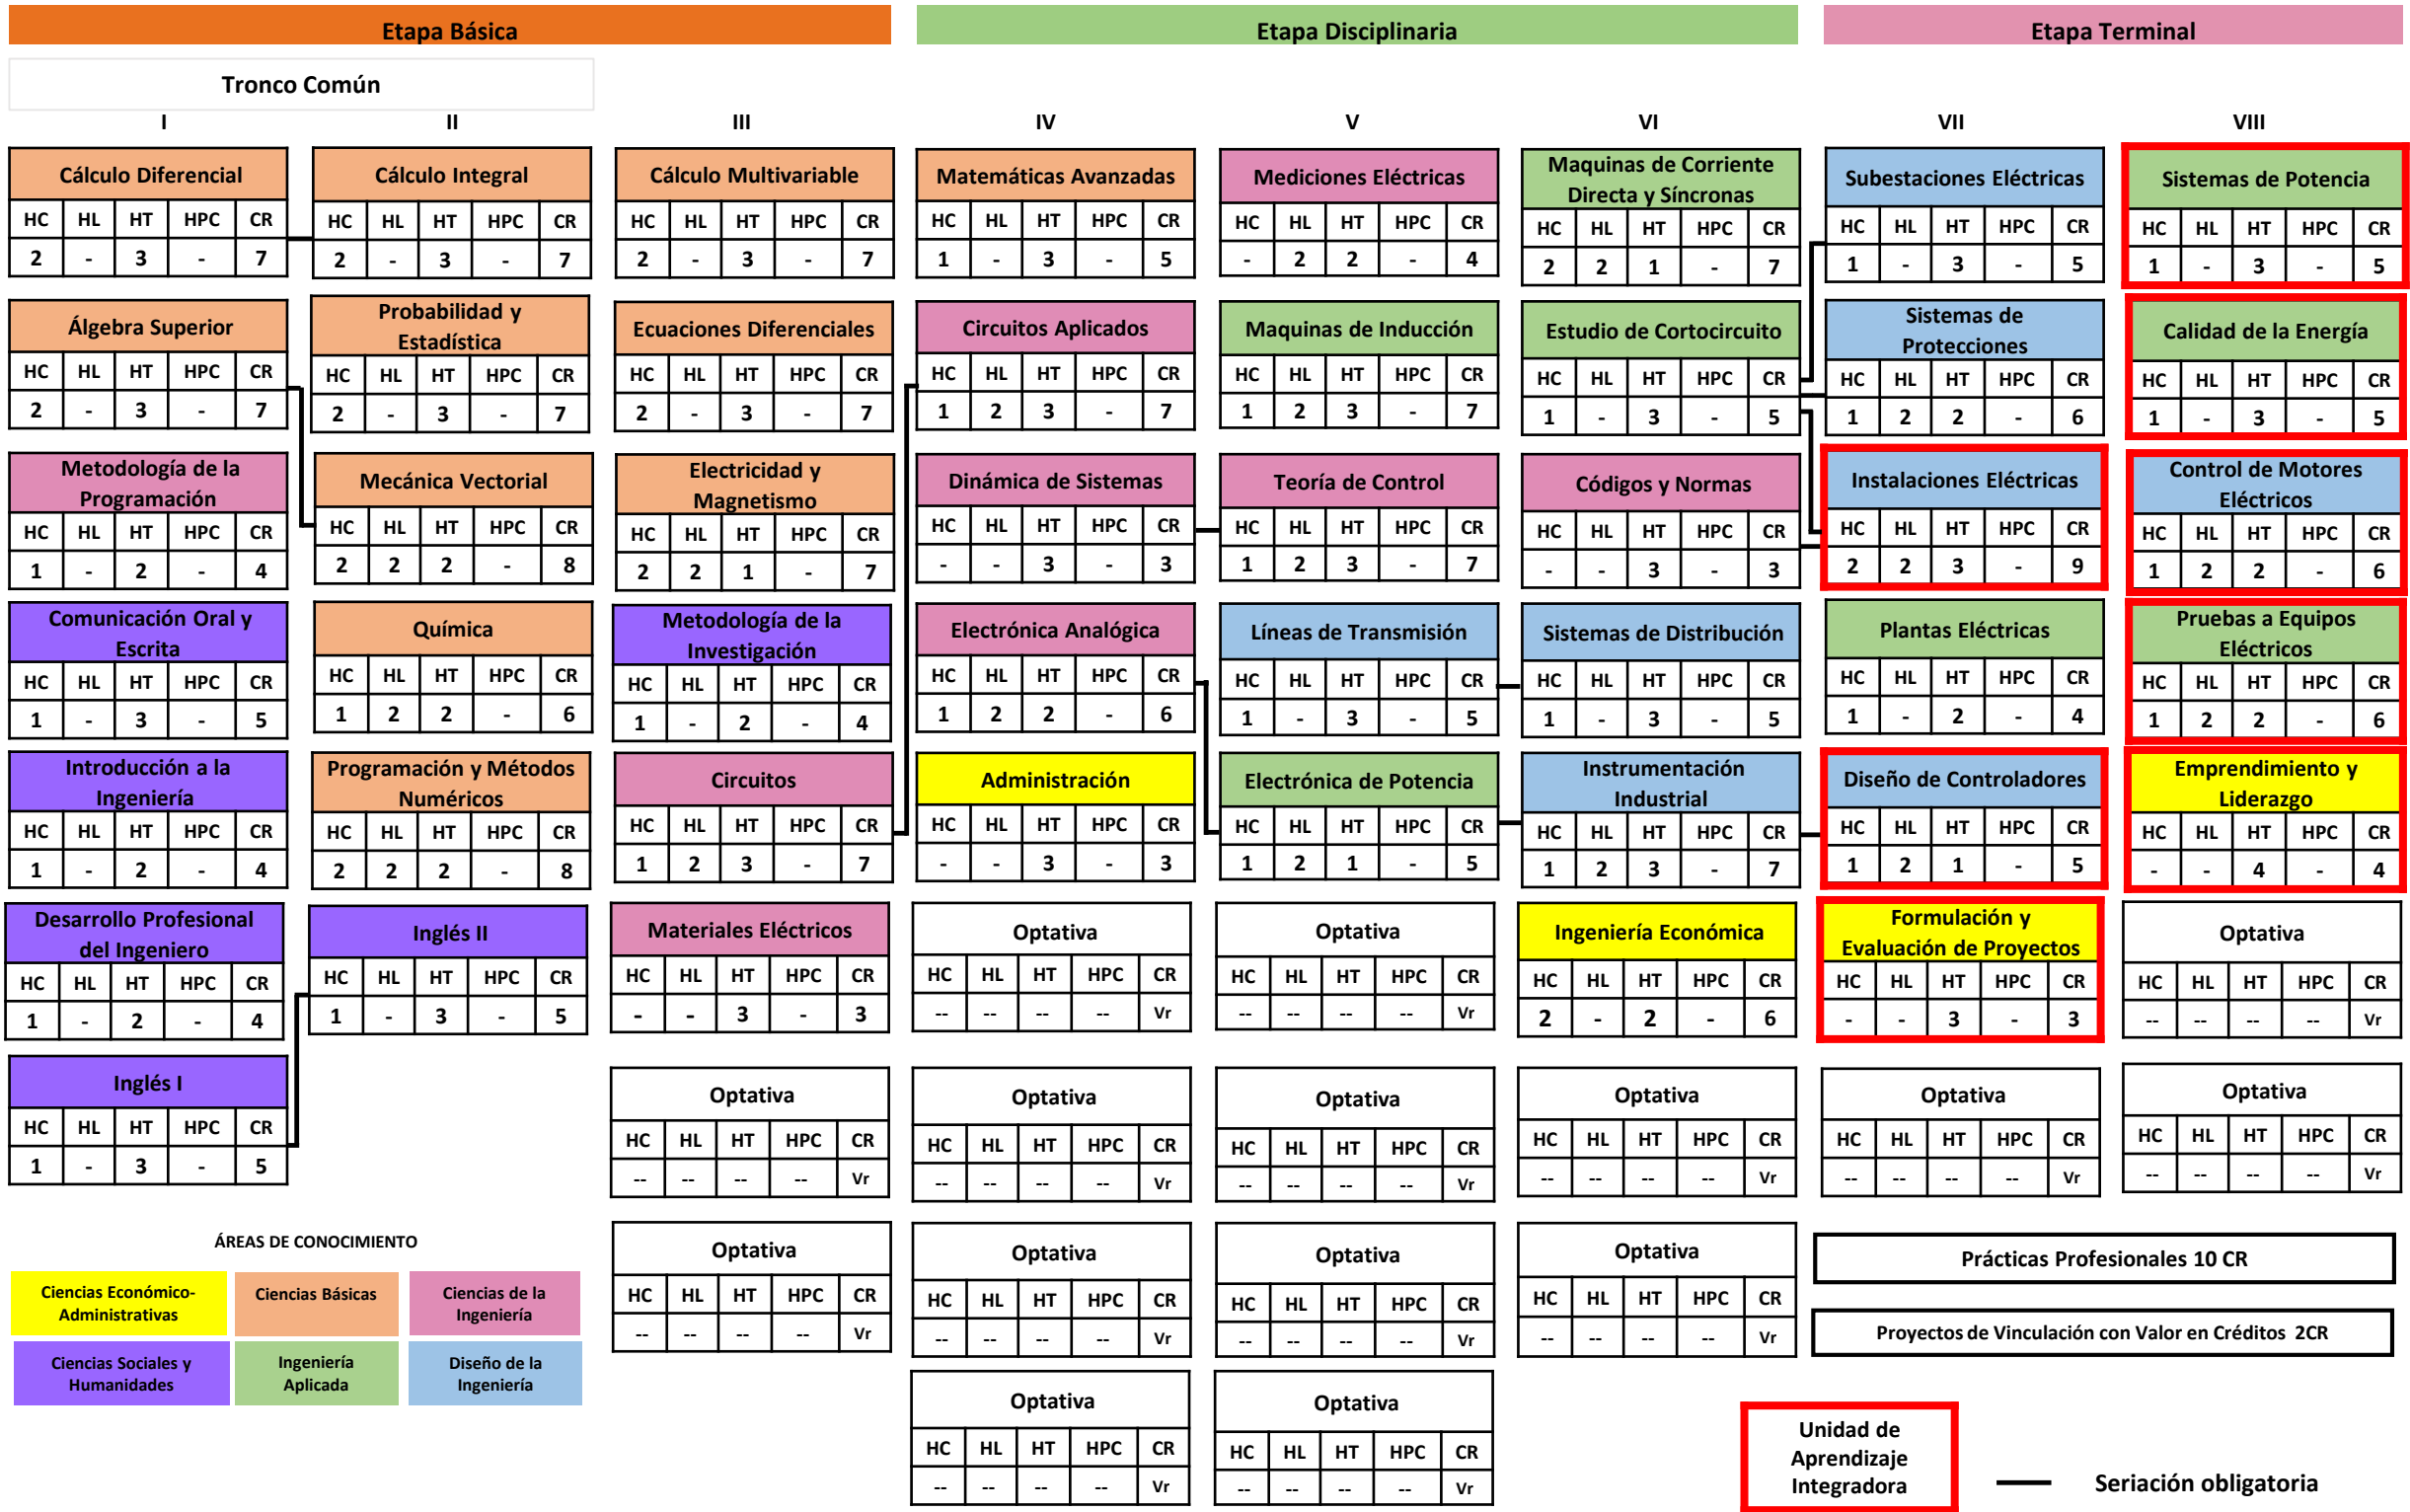 Etapa Básica
Etapa Disciplinaria
Etapa Terminal
Tronco Común
I
II
III
IV
V
VI
VII
VIII
Cálculo Diferencial
HC HL HT HPC CR
2 - 3 - 7
Álgebra Superior
HC HL HT HPC CR
2 - 3 - 7
Metodología de la
Programación
HC HL HT HPC CR
1 - 2 - 4
Comunicación Oral y
Escrita
HC HL HT HPC CR
1 - 3 - 5
Introducción a la
Ingeniería
HC HL HT HPC CR
1 - 2 - 4
Desarrollo Profesional
del Ingeniero
HC HL HT HPC CR
1 - 2 - 4
Inglés I
HC HL HT HPC CR
1 - 3 - 5
Cálculo Integral
HC HL HT HPC CR
2 - 3 - 7
Probabilidad y
Estadística
HC HL HT HPC CR
2 - 3 - 7
Mecánica Vectorial
HC HL HT HPC CR
2 2 2 - 8
Química
HC HL HT HPC CR
1 2 2 - 6
Programación y Métodos
Numéricos
HC HL HT HPC CR
2 2 2 - 8
Inglés II
HC HL HT HPC CR
1 - 3 - 5
Cálculo Multivariable
HC HL HT HPC CR
2 - 3 - 7
Ecuaciones Diferenciales
HC HL HT HPC CR
2 - 3 - 7
Electricidad y
Magnetismo
HC HL HT HPC CR
2 2 1 - 7
Metodología de la
Investigación
HC HL HT HPC CR
1 - 2 - 4
Circuitos
HC HL HT HPC CR
1 2 3 - 7
Materiales Eléctricos
HC HL HT HPC CR
- - 3 - 3
Optativa
HC HL HT HPC CR
-- -- -- -- Vr
Optativa
HC HL HT HPC CR
-- -- -- -- Vr
Matemáticas Avanzadas
HC HL HT HPC CR
1 - 3 - 5
Circuitos Aplicados
HC HL HT HPC CR
1 2 3 - 7
Dinámica de Sistemas
HC HL HT HPC CR
- - 3 - 3
Electrónica Analógica
HC HL HT HPC CR
1 2 2 - 6
Administración
HC HL HT HPC CR
- - 3 - 3
Optativa
HC HL HT HPC CR
-- -- -- -- Vr
Optativa
HC HL HT HPC CR
-- -- -- -- Vr
Optativa
HC HL HT HPC CR
-- -- -- -- Vr
Optativa
HC HL HT HPC CR
-- -- -- -- Vr
Mediciones Eléctricas
HC HL HT HPC CR
- 2 2 - 4
Maquinas de Inducción
HC HL HT HPC CR
1 2 3 - 7
Teoría de Control
HC HL HT HPC CR
1 2 3 - 7
Líneas de Transmisión
HC HL HT HPC CR
1 - 3 - 5
Electrónica de Potencia
HC HL HT HPC CR
1 2 1 - 5
Optativa
HC HL HT HPC CR
-- -- -- -- Vr
Optativa
HC HL HT HPC CR
-- -- -- -- Vr
Optativa
HC HL HT HPC CR
-- -- -- -- Vr
Optativa
HC HL HT HPC CR
-- -- -- -- Vr
Maquinas de Corriente
Directa y Síncronas
HC HL HT HPC CR
2 2 1 - 7
Estudio de Cortocircuito
HC HL HT HPC CR
1 - 3 - 5
Códigos y Normas
HC HL HT HPC CR
- - 3 - 3
Sistemas de Distribución
HC HL HT HPC CR
1 - 3 - 5
Instrumentación
Industrial
HC HL HT HPC CR
1 2 3 - 7
Ingeniería Económica
HC HL HT HPC CR
2 - 2 - 6
Optativa
HC HL HT HPC CR
-- -- -- -- Vr
Optativa
HC HL HT HPC CR
-- -- -- -- Vr
Subestaciones Eléctricas
HC HL HT HPC CR
1 - 3 - 5
Sistemas de
Protecciones
HC HL HT HPC CR
1 2 2 - 6
Instalaciones Eléctricas
HC HL HT HPC CR
2 2 3 - 9
Plantas Eléctricas
HC HL HT HPC CR
1 - 2 - 4
Diseño de Controladores
HC HL HT HPC CR
1 2 1 - 5
Formulación y
Evaluación de Proyectos
HC HL HT HPC CR
- - 3 - 3
Optativa
HC HL HT HPC CR
-- -- -- -- Vr
Sistemas de Potencia
HC HL HT HPC CR
1 - 3 - 5
Calidad de la Energía
HC HL HT HPC CR
1 - 3 - 5
Control de Motores
Eléctricos
HC HL HT HPC CR
1 2 2 - 6
Pruebas a Equipos
Eléctricos
HC HL HT HPC CR
1 2 2 - 6
Emprendimiento y
Liderazgo
HC HL HT HPC CR
- - 4 - 4
Optativa
HC HL HT HPC CR
-- -- -- -- Vr
Optativa
HC HL HT HPC CR
-- -- -- -- Vr
Prácticas Profesionales 10 CR
Proyectos de Vinculación con Valor en Créditos 2CR
ÁREAS DE CONOCIMIENTO
Ciencias Económico-
Administrativas
Ciencias Básicas
Ciencias de la
Ingeniería
Ciencias Sociales y
Humanidades
Ingeniería
Aplicada
Diseño de la
Ingeniería
Unidad de
Aprendizaje
Integradora
Seriación obligatoria